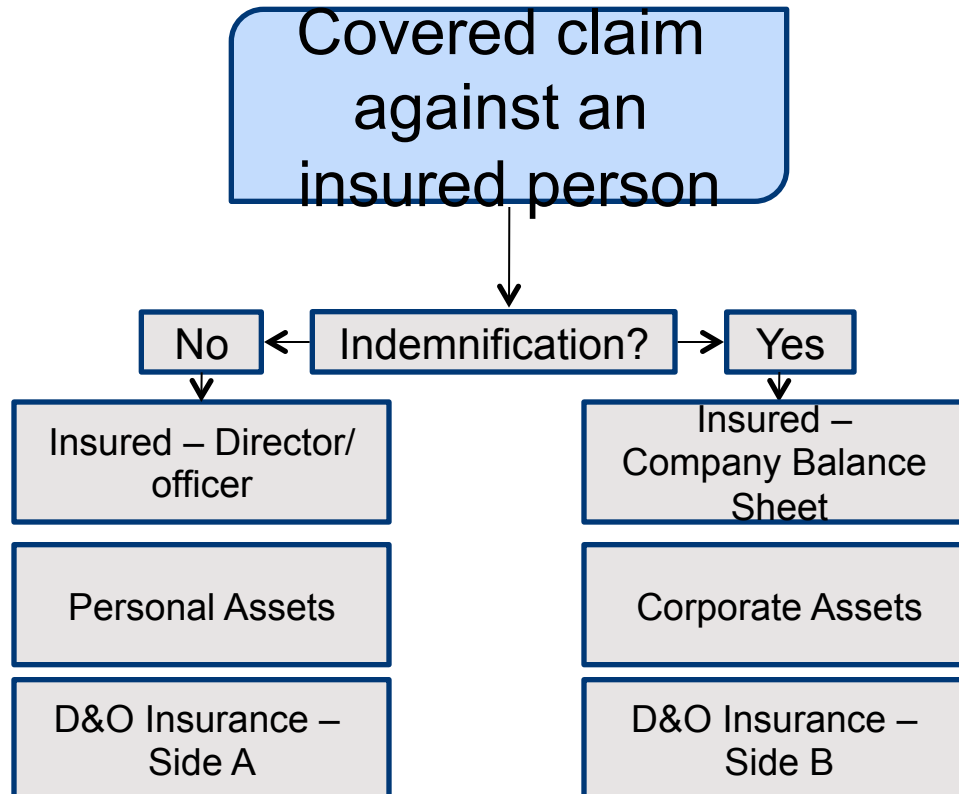 Covered claim
against an
insured person
No
Indemnification?
Yes
Insured – Director/
officer
Insured –
Company Balance
Sheet
Personal Assets
Corporate Assets
D&O Insurance –
Side A
D&O Insurance –
Side B